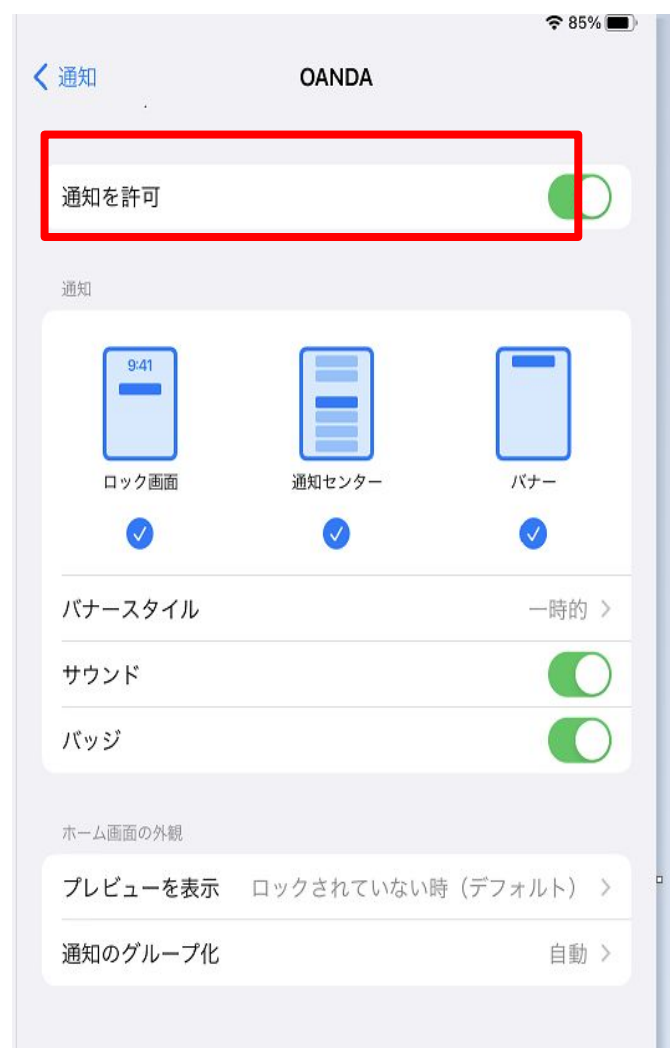 85%
通知
OANDA
通知を許可
通知
9:41
ロック画面
通知センター
バナー
バナースタイル
一時的
サウンド
バッジ
ホーム画面の外観
プレビューを表示
ロックされていない時（デフォルト）
通知のグループ化
自動